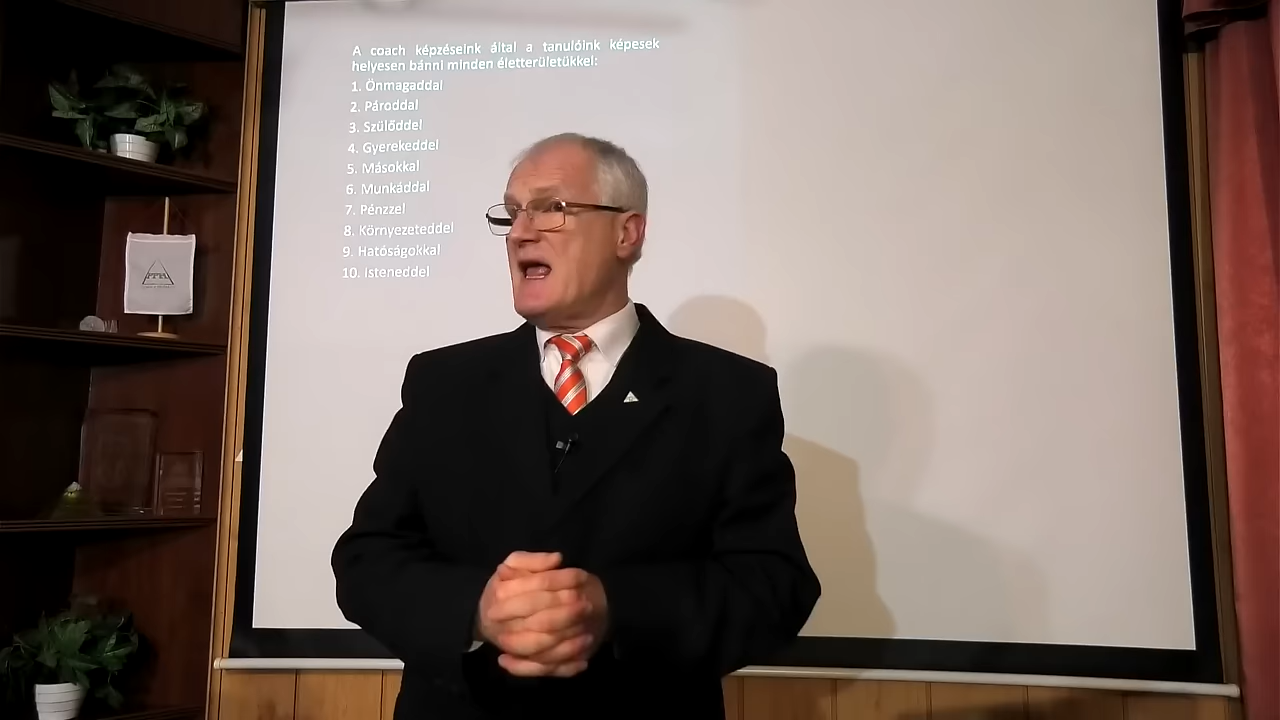 A coach képzéseink által a tanulóink képesek
helyesen bánni minden életterületükkel:
1. Önmagaddal
2. Pároddal
3. Szülőddel
4. Gyerekeddel
5. Másokkal
6. Munkáddal
7. Pénzzel
8. Környezeteddel
9. Hatóságokkal
10. Isteneddel